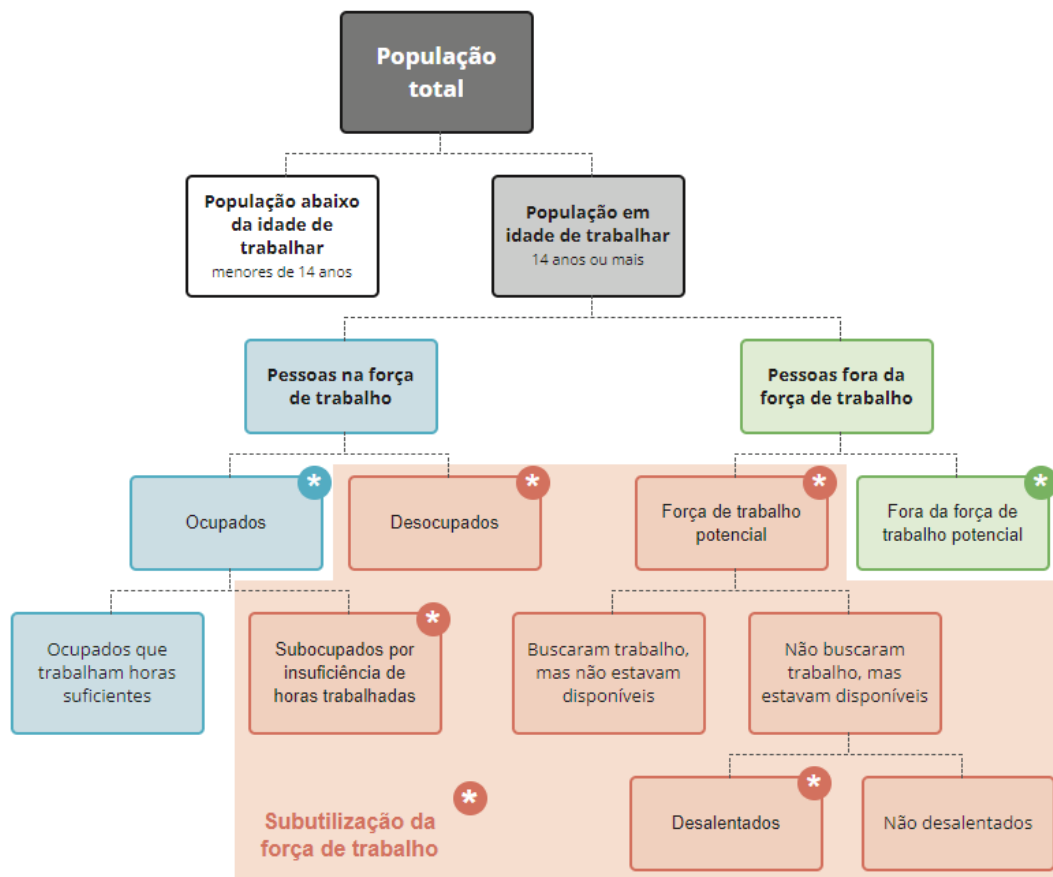 População
total
População abaixo
da idade de
trabalhar
menores de 14 anos
População em
idade de trabalhar
14 anos ou mais
Pessoas na força
de trabalho
Pessoas fora da
força de trabalho
*
Ocupados
*
Desocupados
*
Força de trabalho
potencial
*
Fora da força de
trabalho potencial
Ocupados que
trabalham horas
suficientes
*
Subocupados por
insuficiência de
horas trabalhadas
Buscaram trabalho,
mas não estavam
disponíveis
Não buscaram
trabalho, mas
estavam disponíveis
*
Desalentados
Não desalentados
*
Subutilização da
força de trabalho